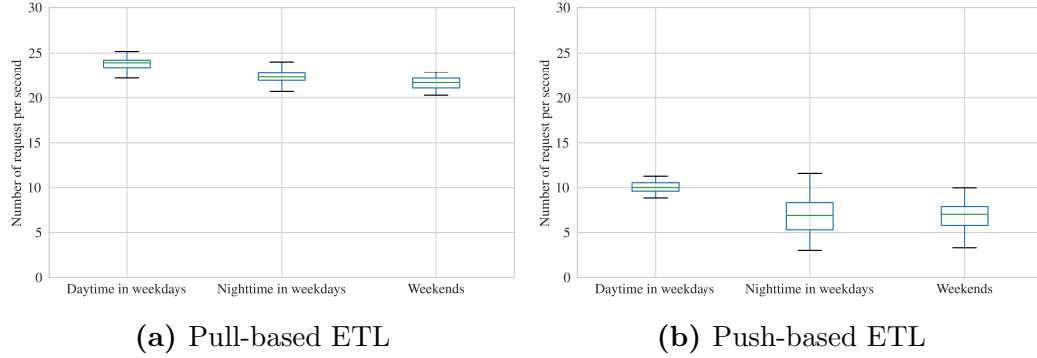 Number of request per second
30
25
20
15
10
5
0
Daytime in weekdays
Nighttime in weekdays
Weekends
(a) Pull-based ETL
Number of request per second
30
25
20
15
10
5
0
Daytime in weekdays
Nighttime in weekdays
Weekends
(b) Push-based ETL